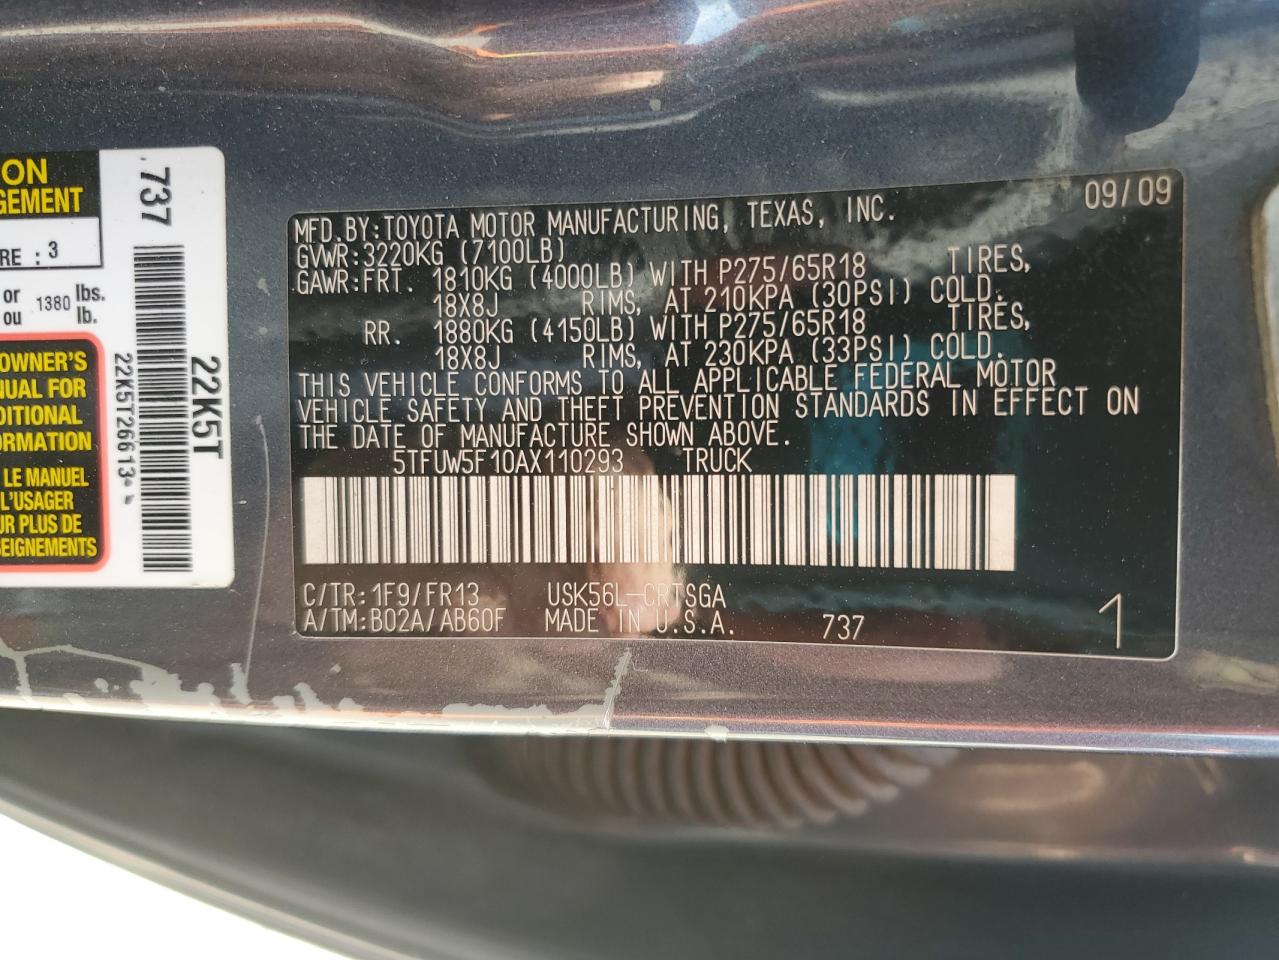 ON
GEMENT
RE : 3
or
ou
1380
lbs.
lb.
OWNER'S
NUAL FOR
DITIONAL
ORMATION
LE MANUEL
L'USAGER
UR PLUS DE
SEIGNEMENTS
737
22K5T
22K5T26613
09/09
MFD.BY:TOYOTA MOTOR MANUFACTURING, TEXAS, INC.
GVWR:3220KG (7100LB)
GAWR:FRT. 1810KG (4000LB) WITH P275/65R18 TIRES,
18X8J RIMS, AT 210KPA (30PSI) COLD.
RR. 1880KG (4150LB) WITH P275/65R18 TIRES,
18X8J RIMS, AT 230KPA (33PSI) COLD.
THIS VEHICLE CONFORMS TO ALL APPLICABLE FEDERAL MOTOR
VEHICLE SAFETY AND THEFT PREVENTION STANDARDS IN EFFECT ON
THE DATE OF MANUFACTURE SHOWN ABOVE.
5TFUW5F10AX110293 TRUCK
C/TR:1F9/FR13 USK56L-CRTSGA
A/TM:B02A/AB60F MADE IN U.S.A. 737
1